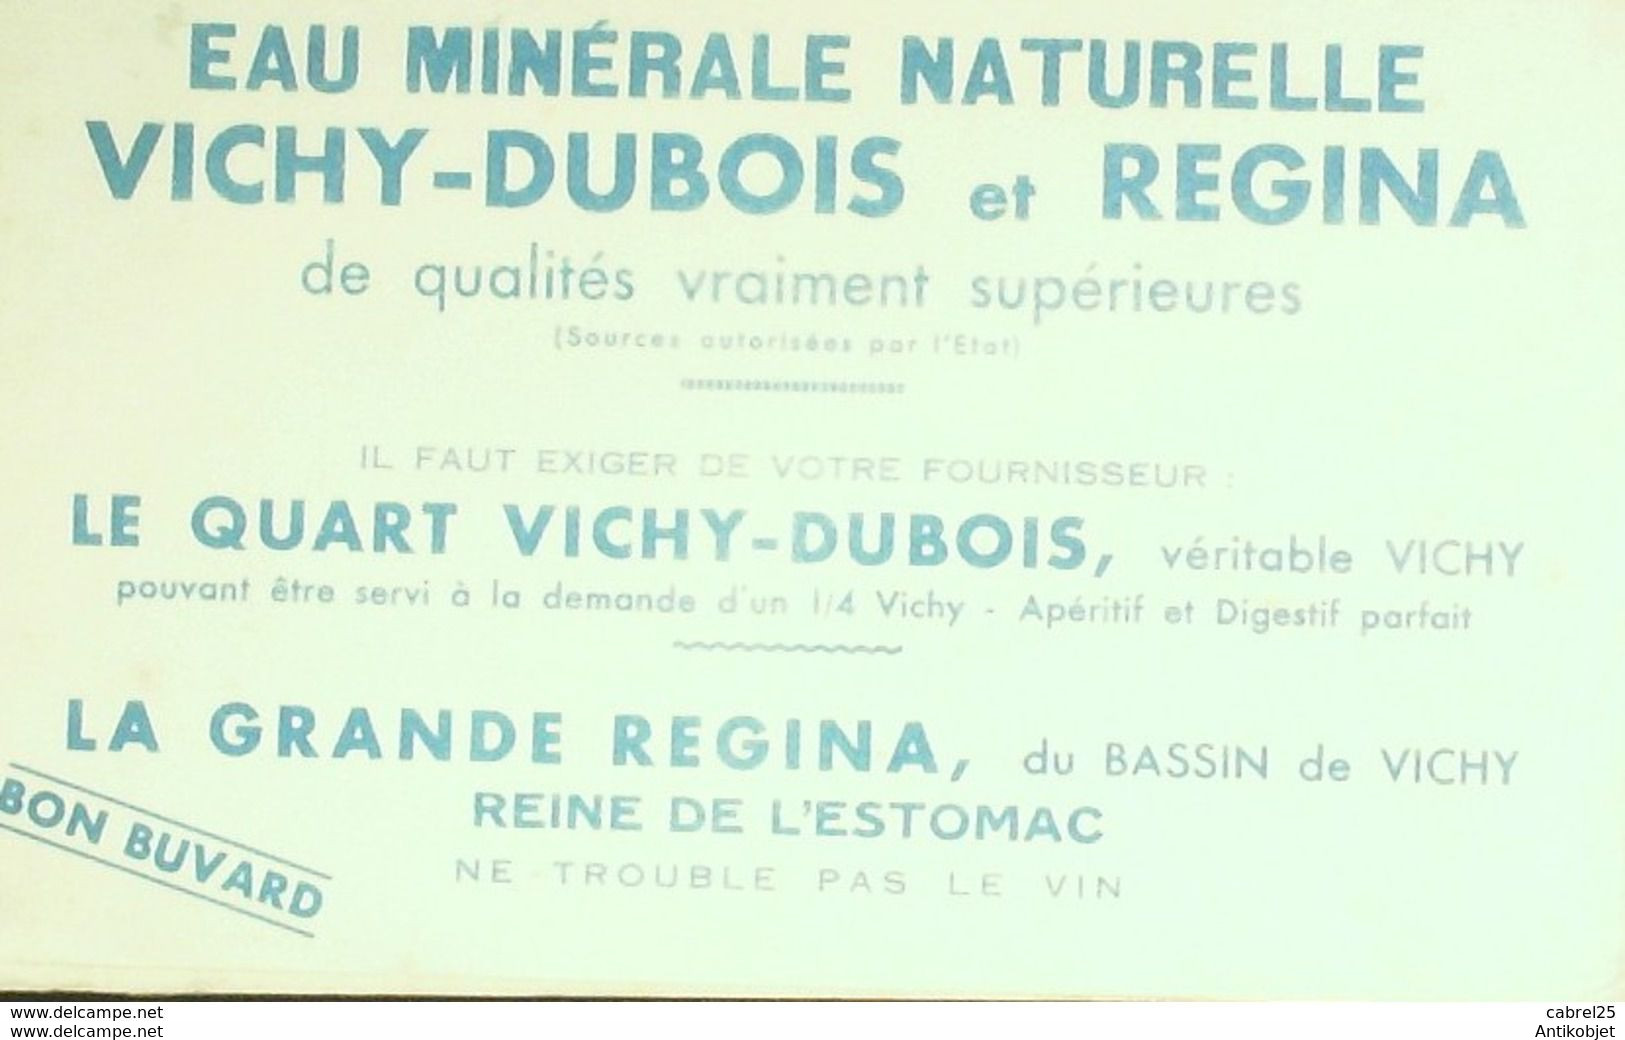 EAU MINÉRALE NATURELLE
VICHY-DUBOIS et REGINA
de qualités vraiment supérieures
(Sources autorisées par l'Etat)
IL FAUT EXIGER DE VOTRE FOURNISSEUR :
LE QUART VICHY-DUBOIS, véritable VICHY
pouvant être servi à la demande d'un 1/4 Vichy - Apéritif et Digestif parfait
LA GRANDE REGINA, du BASSIN de VICHY
REINE DE L'ESTOMAC
NE TROUBLE PAS LE VIN
BON BUVARD
www.delcampe.net
www.delcampe.net
cabrel25
Antikobjet